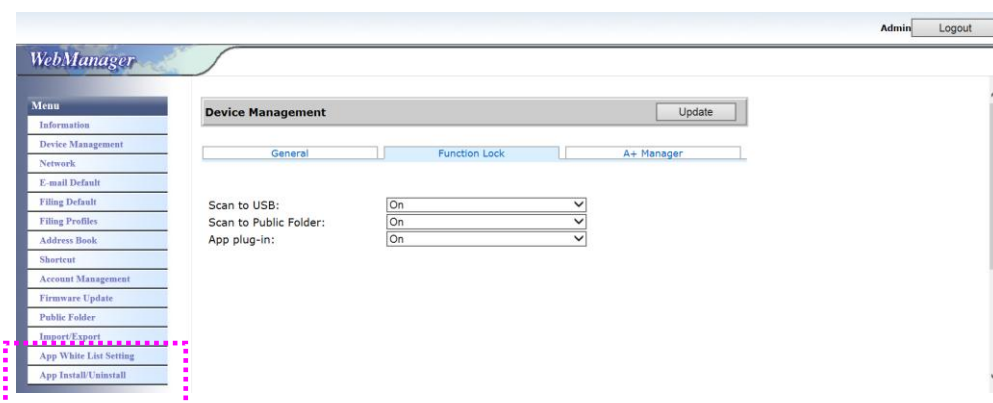 Admin Logout
WebManager
Menu
Information
Device Management
Network
E-mail Default
Filing Default
Filing Profiles
Address Book
Shortcut
Account Management
Firmware Update
Public Folder
Import/Export
App White List Setting
App Install/Uninstall
Device Management Update
General Function Lock A+ Manager
Scan to USB: On
Scan to Public Folder: On
App plug-in: On